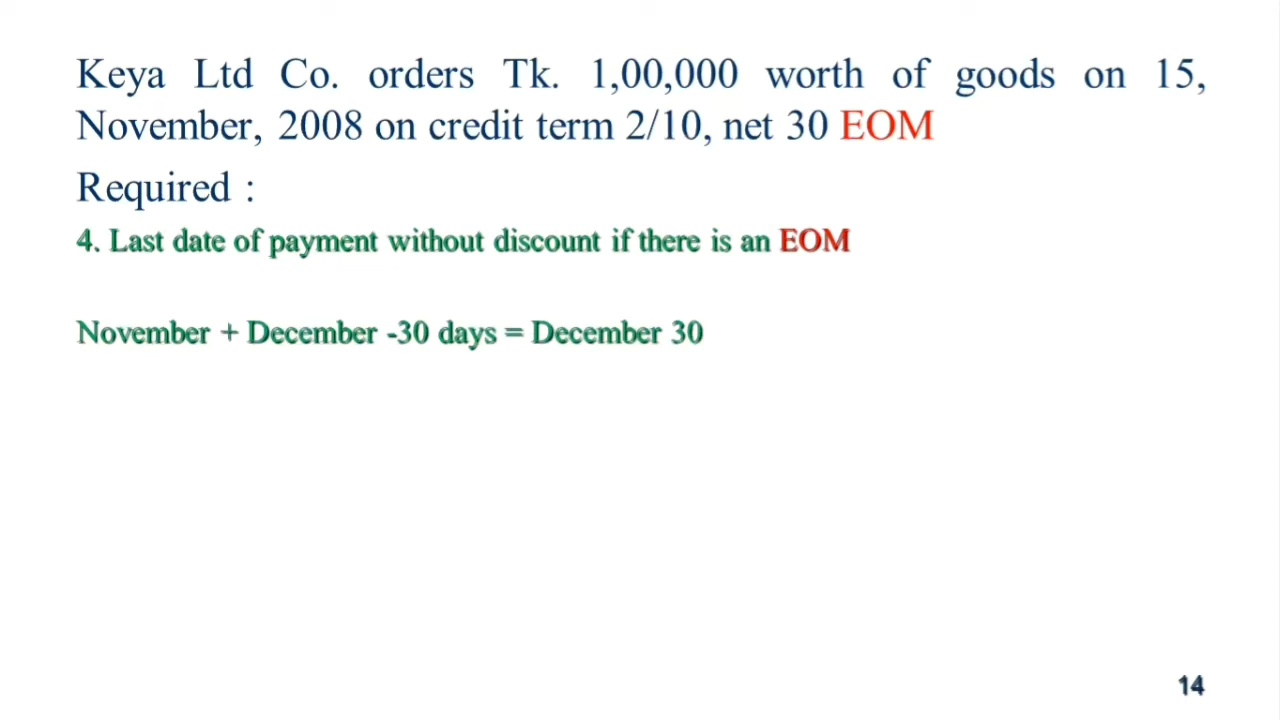 Keya Ltd Co. orders Tk. 1,00,000 worth of goods on 15,
November, 2008 on credit term 2/10, net 30 EOM
Required :
4. Last date of payment without discount if there is an EOM
November + December -30 days = December 30
14